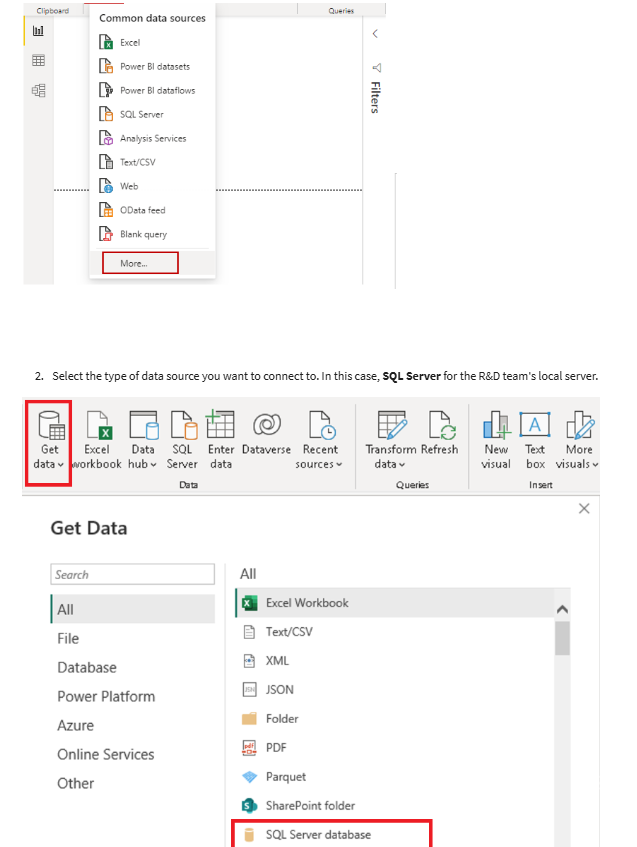 Clipboard
Queries
Common data sources
Excel
Power BI datasets
Power BI dataflows
SQL Server
Analysis Services
Text/CSV
Web
OData feed
Blank query
More...
Filters
2. Select the type of data source you want to connect to. In this case, SQL Server for the R&D team's local server.
Get data
Excel workbook
Data hub
SQL Server
Enter data
Dataverse
Recent sources
Transform data
Refresh
New visual
Text box
More visuals
Data
Queries
Insert
Get Data
Search
All
File
Database
Power Platform
Azure
Online Services
Other
All
Excel Workbook
Text/CSV
XML
JSON
Folder
PDF
Parquet
SharePoint folder
SQL Server database